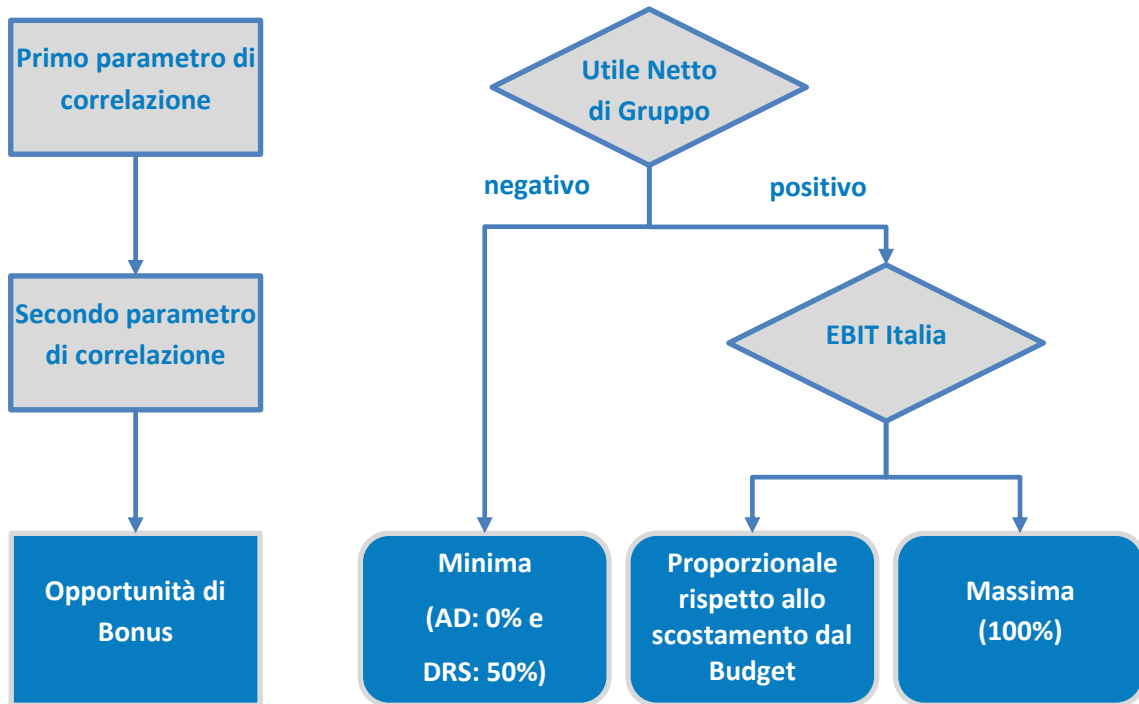 Primo parametro di
correlazione
Utile Netto
di Gruppo
negativo
positivo
Secondo parametro
di correlazione
EBIT Italia
Opportunità di
Bonus
Minima
(AD: 0% e
DRS: 50%)
Proporzionale
rispetto allo
scostamento dal
Budget
Massima
(100%)